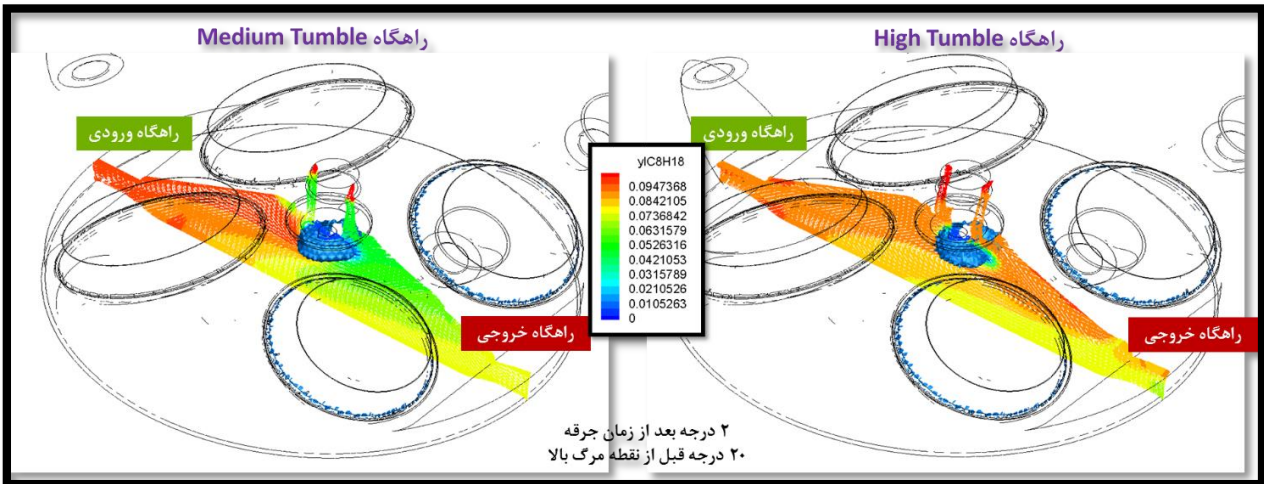 راهگاه Medium Tumble
راهگاه High Tumble
راهگاه ورودی
راهگاه ورودی
yIC8H18
0.0947368
0.0842105
0.0736842
0.0631579
0.0526316
0.0421053
0.0315789
0.0210526
0.0105263
0
راهگاه خروجی
راهگاه خروجی
۲ درجه بعد از زمان جرقه
۲۰ درجه قبل از نقطه مرگ بالا